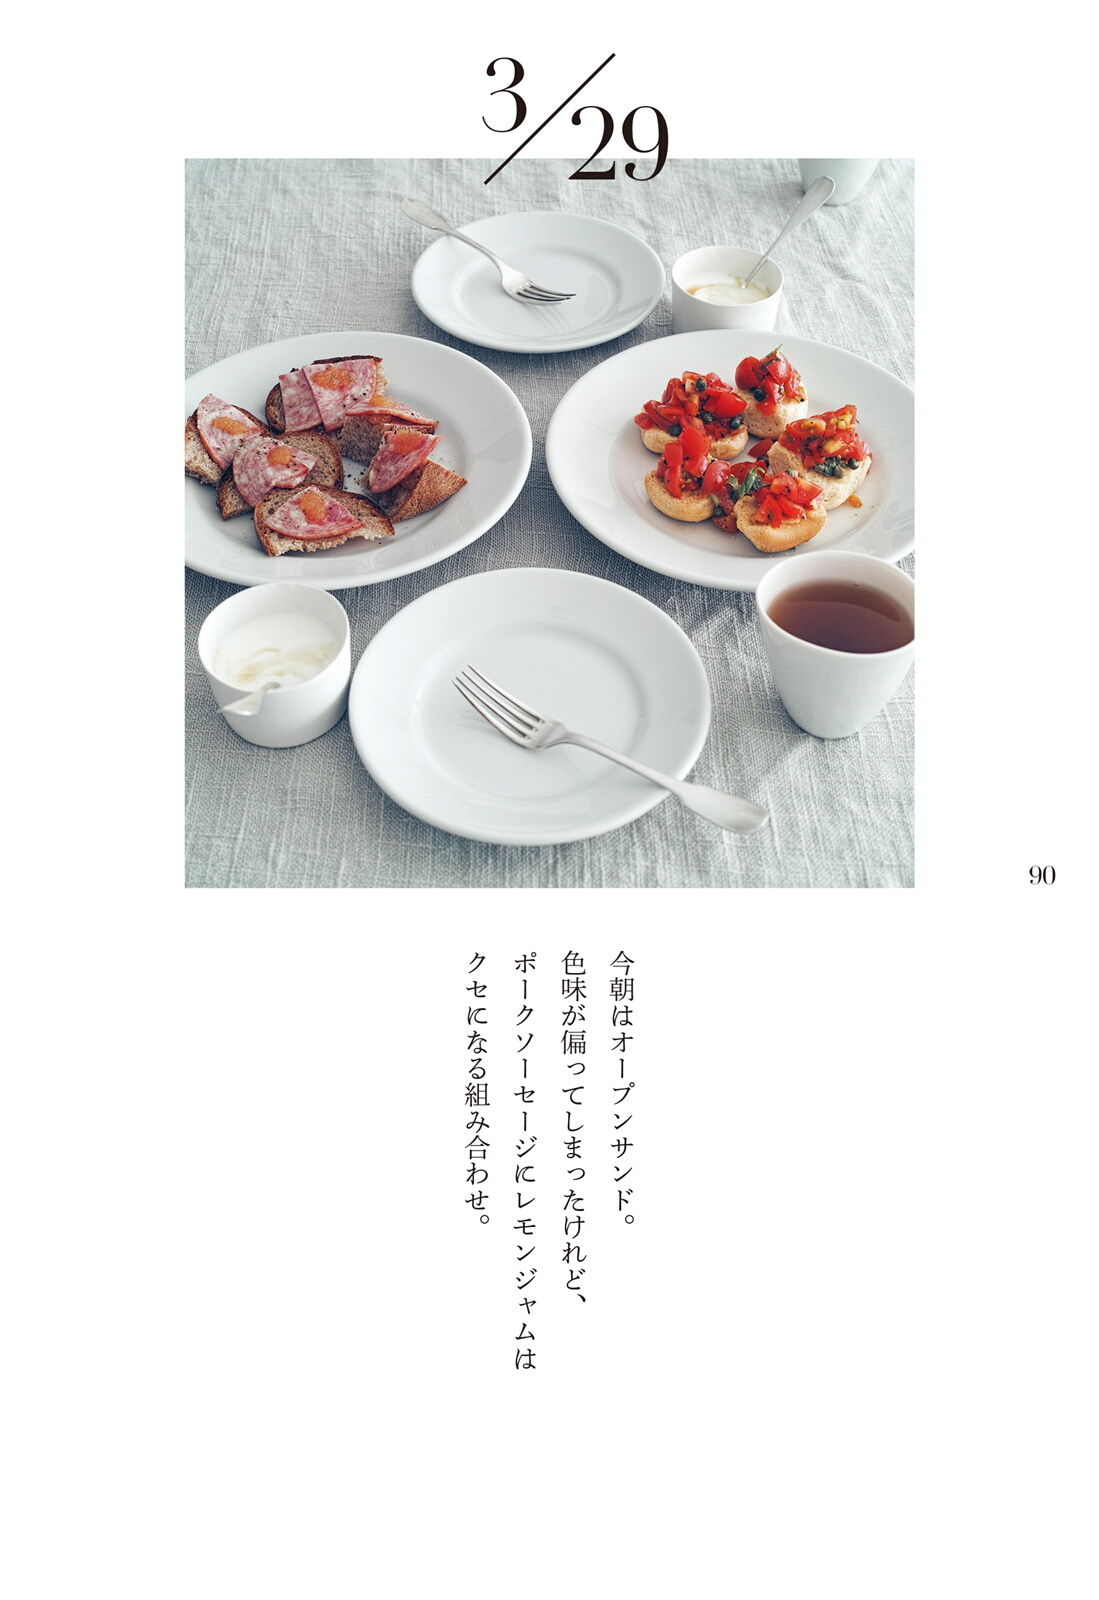 3/29
今朝はオープンサンド。
色味が偏ってしまったけれど、
ポークソーセージにレモンジャムは
クセになる組み合わせ。
90